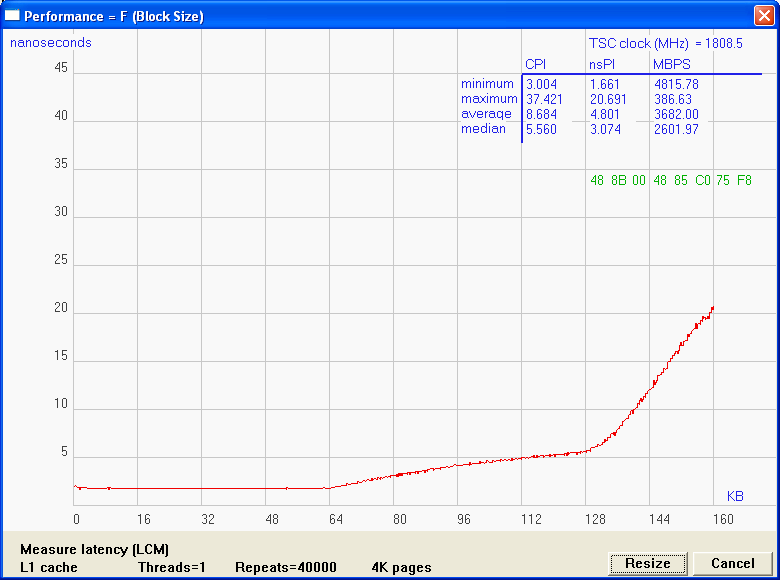 Performance = F (Block Size)
nanoseconds
TSC clock (MHz) = 1808.5
CPI nsPI MBPS
minimum 3.004 1.661 4815.78
maximum 37.421 20.691 386.63
average 8.684 4.801 3682.00
median 5.560 3.074 2601.97
48 8B 00 48 85 C0 75 F8
45
40
35
30
25
20
15
10
5
KB
0 16 32 48 64 80 96 112 128 144 160
Measure latency (LCM)
L1 cache Threads=1 Repeats=40000 4K pages
Resize Cancel